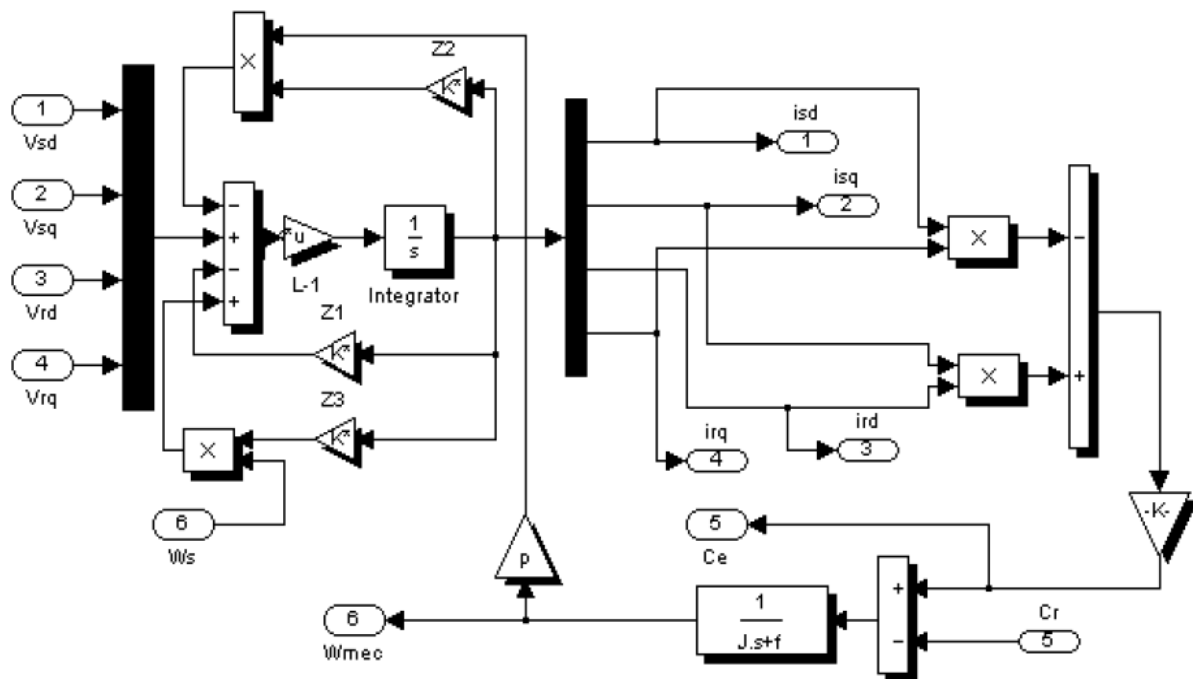 ×
Z2
K*
1
Vsd
isd
1
2
Vsq
isq
2
−
+
−
+
u
L-1
1
s
Integrator
×
−
3
Vrd
Z1
K*
4
Vrq
Z3
K*
×
×
+
irq
4
ird
3
6
Ws
5
Ce
-K-
p
6
Wmec
1
J.s+f
+
−
Cr
5